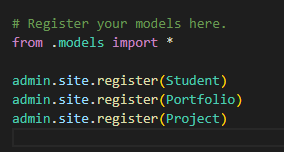 # Register your models here.
from .models import *
admin.site.register(Student)
admin.site.register(Portfolio)
admin.site.register(Project)